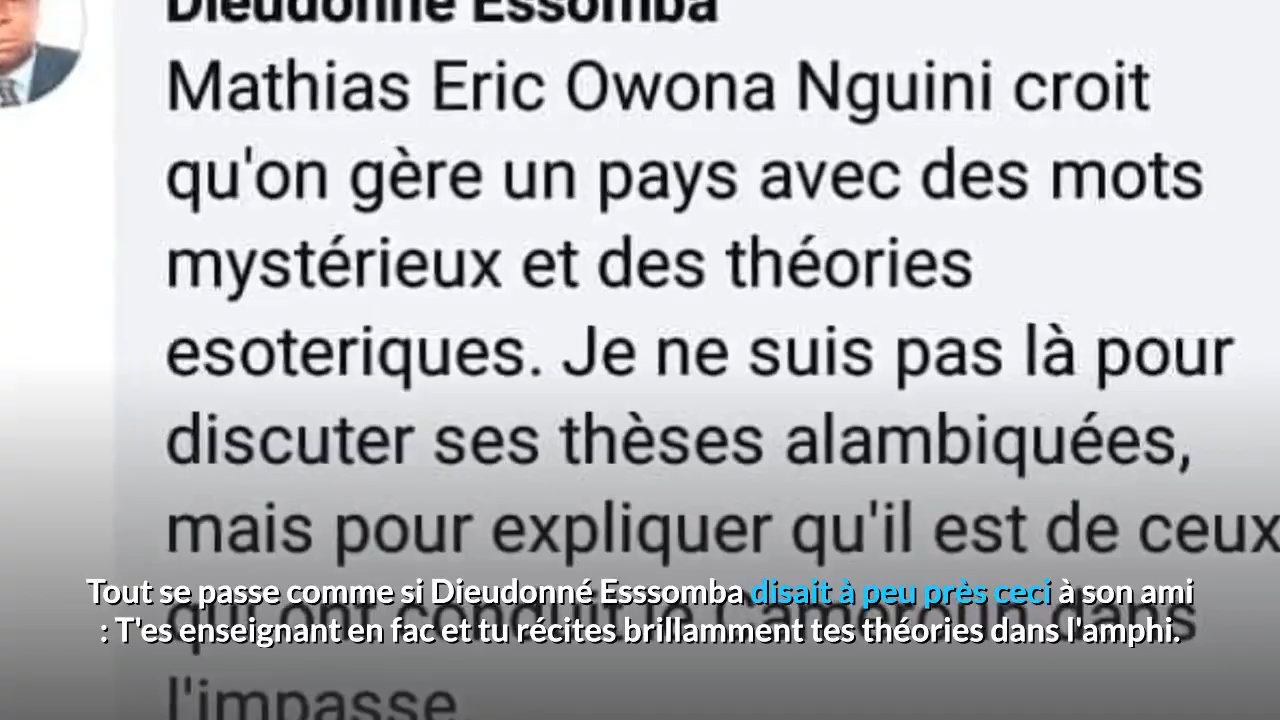 Dieudonné Essomba
Mathias Eric Owona Nguini croit
qu'on gère un pays avec des mots
mystérieux et des théories
esoteriques. Je ne suis pas là pour
discuter ses thèses alambiquées,
mais pour expliquer qu'il est de ceux
l'impasse.
Tout se passe comme si Dieudonné Esssomba disait à peu près ceci à son ami
: T'es enseignant en fac et tu récites brillamment tes théories dans l'amphi.